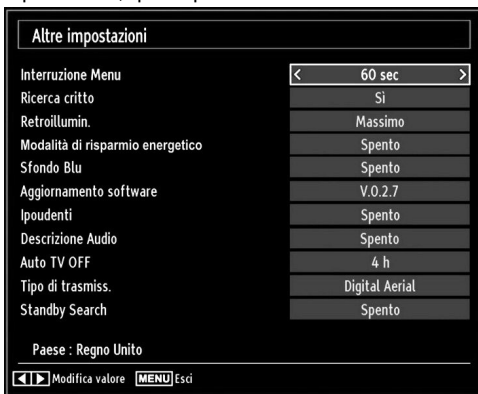 Altre impostazioni
Interruzione Menu < 60 sec >
Ricerca critto Sì
Retroillumin. Massimo
Modalità di risparmio energetico Spento
Sfondo Blu Spento
Aggiornamento software V.0.2.7
Ipoudenti Spento
Descrizione Audio Spento
Auto TV OFF 4 h
Tipo di trasmiss. Digital Aerial
Standby Search Spento
Paese : Regno Unito
Modifica valore MENU Esci